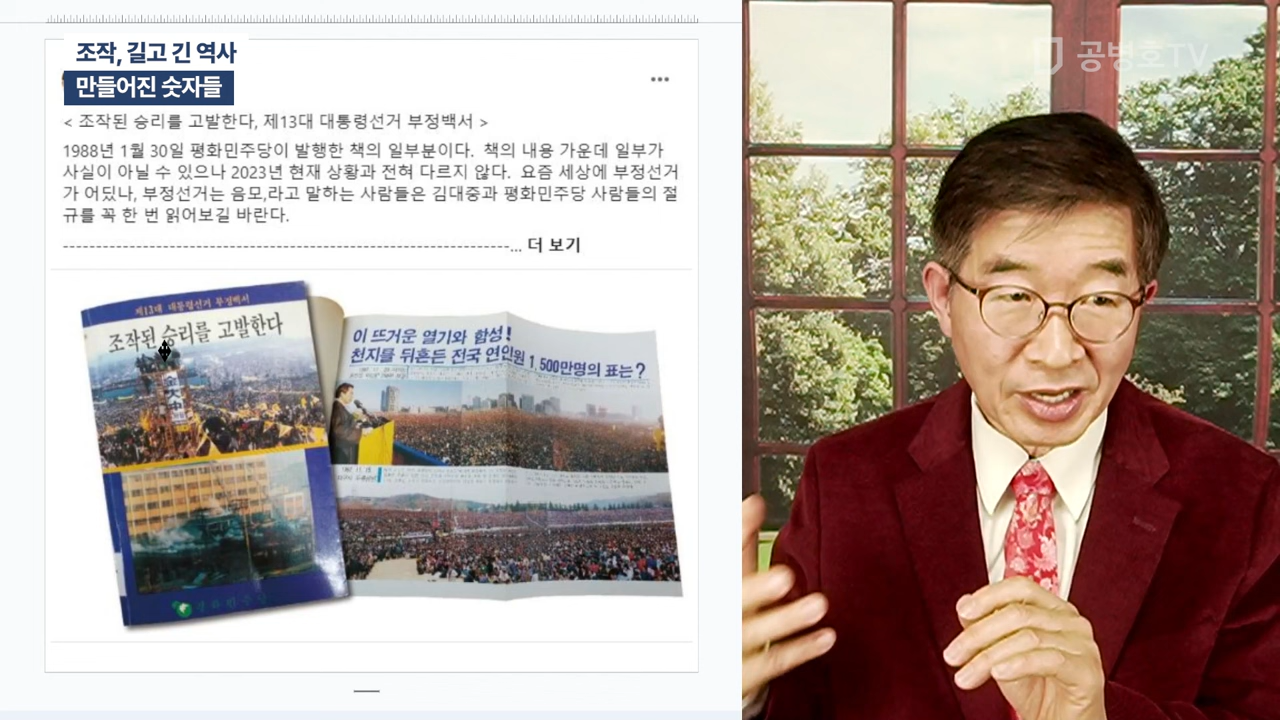 조작, 길고 긴 역사
만들어진 숫자들
공병호TV
< 조작된 승리를 고발한다, 제13대 대통령선거 부정백서 >
1988년 1월 30일 평화민주당이 발행한 책의 일부분이다. 책의 내용 가운데 일부가
사실이 아닐 수 있으나 2023년 현재 상황과 전혀 다르지 않다. 요즘 세상에 부정선거
가 어딨나, 부정선거는 음모,라고 말하는 사람들은 김대중과 평화민주당 사람들의 절
규를 꼭 한 번 읽어보길 바란다.
... 더 보기
제13대 대통령선거 부정백서
조작된 승리를 고발한다
金大中
평화민주당
이 뜨거운 열기와 함성!
천지를 뒤흔든 전국 연인원 1,500만명의 표는?